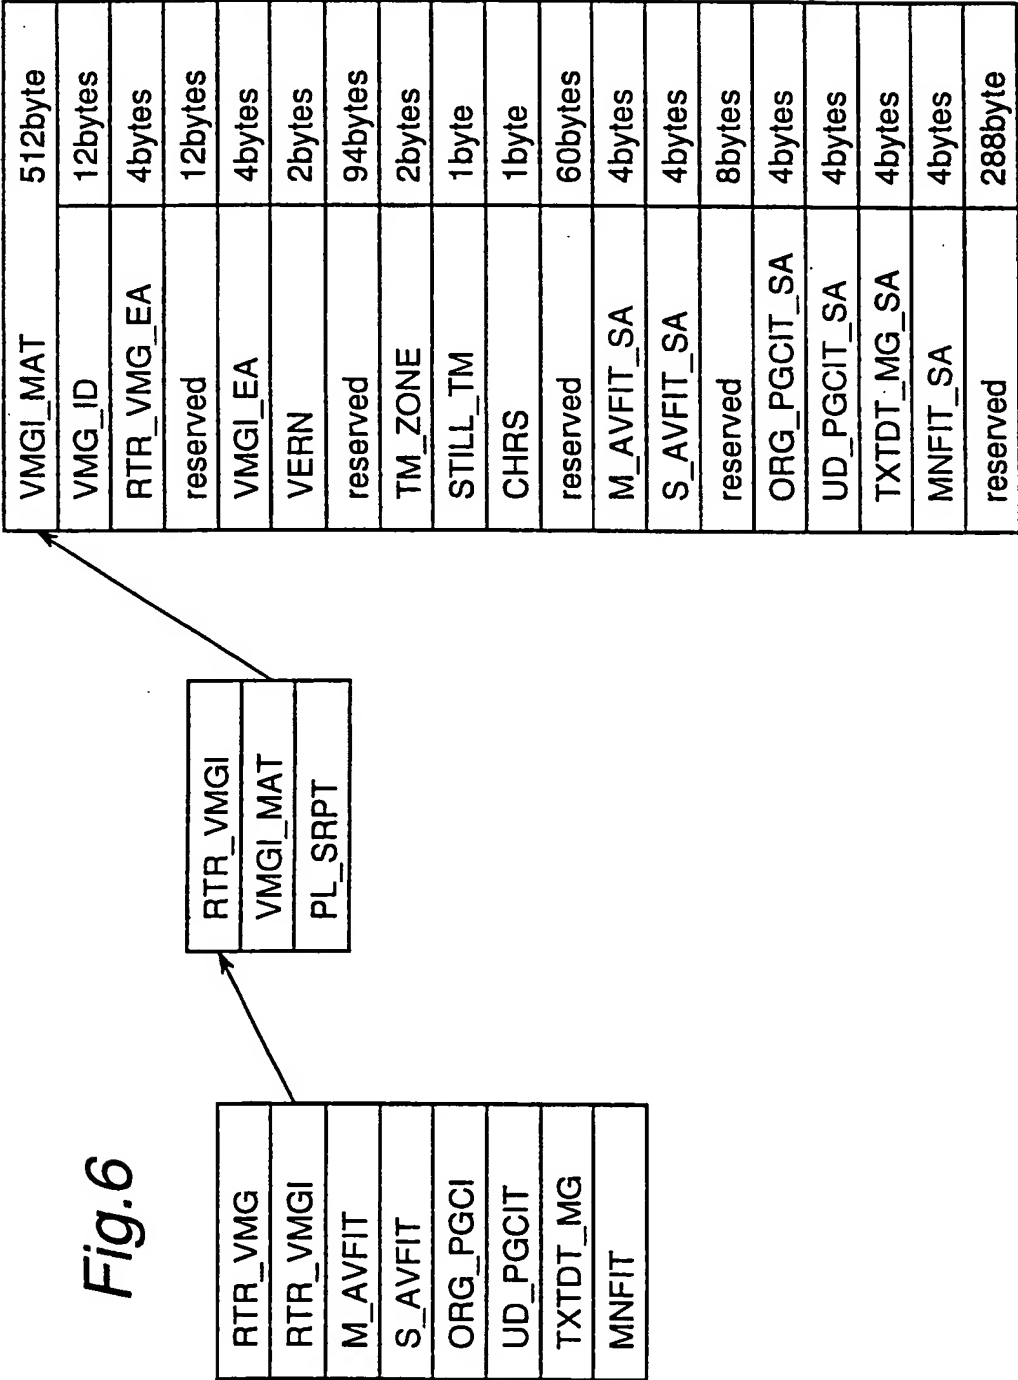 Fig.6
RTR_VMG
RTR_VMGI
M_AVFIT
S_AVFIT
ORG_PGCI
UD_PGCIT
TXTDT_MG
MNFIT
RTR_VMGI
VMGI_MAT
PL_SRPT
VMGI_MAT 512byte
VMG_ID 12bytes
RTR_VMG_EA 4bytes
reserved 12bytes
VMGI_EA 4bytes
VERN 2bytes
reserved 94bytes
TM_ZONE 2bytes
STILL_TM 1byte
CHRS 1byte
reserved 60bytes
M_AVFIT_SA 4bytes
S_AVFIT_SA 4bytes
reserved 8bytes
ORG_PGCIT_SA 4bytes
UD_PGCIT_SA 4bytes
TXTDT_MG_SA 4bytes
MNFIT_SA 4bytes
reserved 288byte